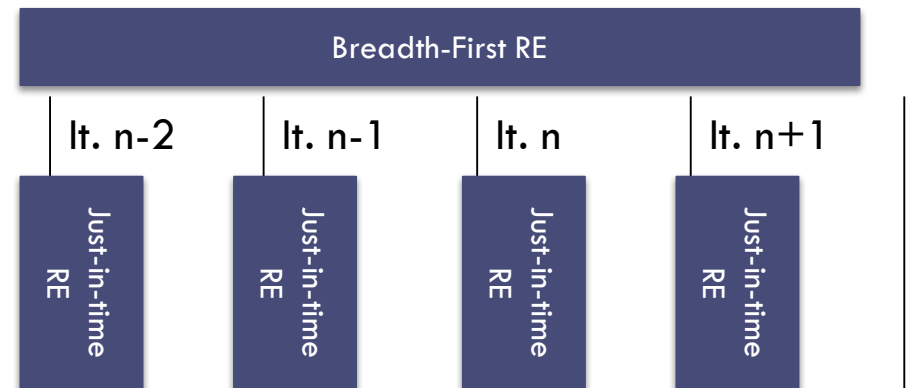 Breadth-First RE
It. n-2
It. n-1
It. n
It. n+1
Just-in-time
RE
Just-in-time
RE
Just-in-time
RE
Just-in-time
RE